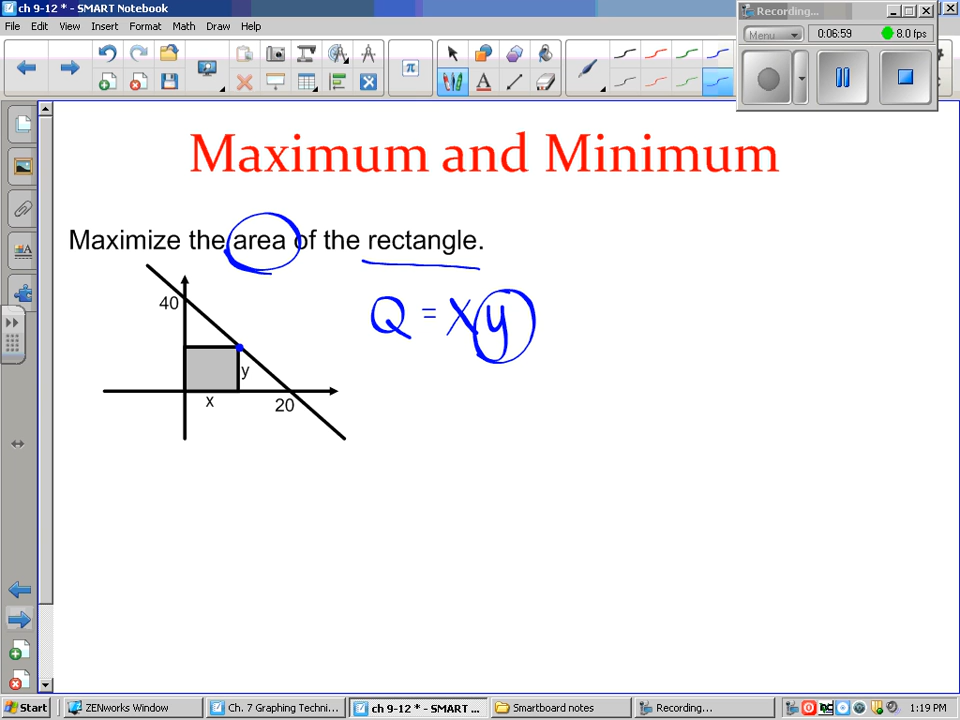 ch 9-12 * - SMART Notebook
Recording...
File Edit View Insert Format Math Draw Help
Menu 0:06:59 8.0 fps
π
A
Maximum and Minimum
Maximize the area of the rectangle.
40
Q = xy
y
x
20
Start ZENworks Window Ch. 7 Graphing Techni... ch 9-12 * - SMART ... Smartboard notes Recording... 1:19 PM